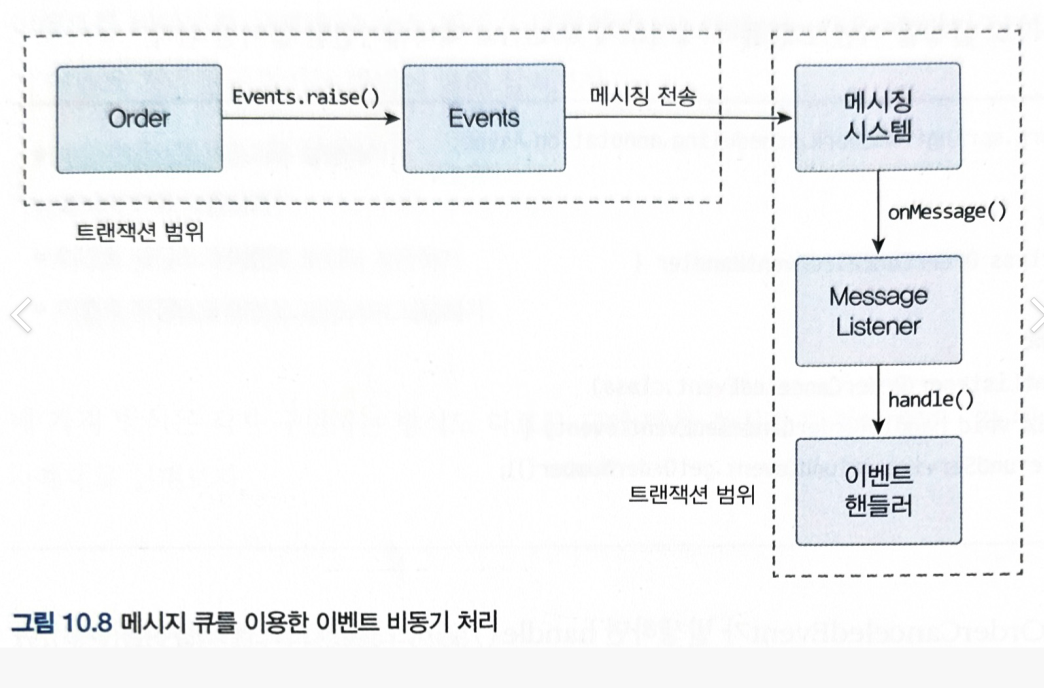 Order
Events.raise()
Events
메시징 전송
메시징
시스템
트랜잭션 범위
onMessage()
Message
Listener
handle()
이벤트
핸들러
트랜잭션 범위
그림 10.8 메시지 큐를 이용한 이벤트 비동기 처리